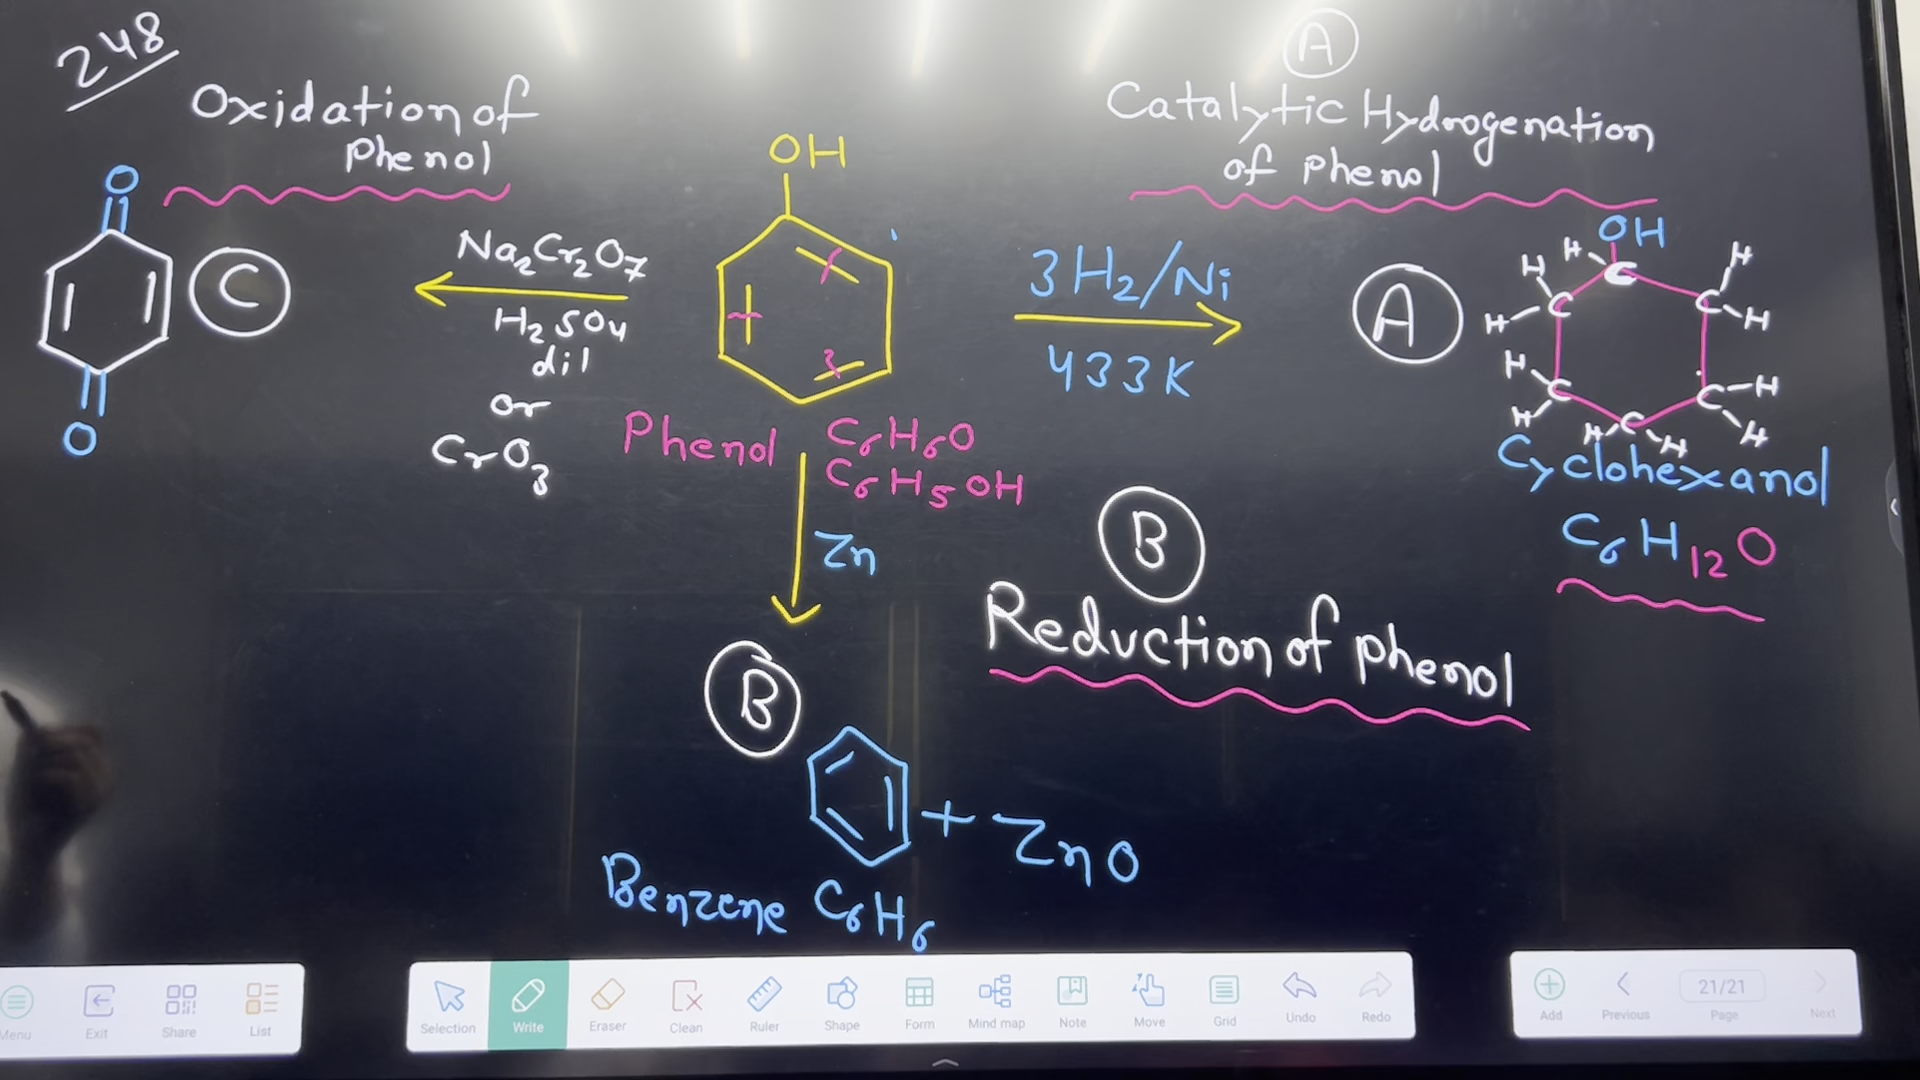 248
Oxidation of
Phenol
O
O
C
Na2Cr2O7
H2SO4
dil
or
CrO3
OH
Phenol
C6H6O
C6H5OH
Zn
B
Benzene C6H6
+ ZnO
A
Catalytic Hydrogenation
of Phenol
3H2/Ni
433K
A
OH
H C
H C C H
H H
H C C H
H C H
H H
Cyclohexanol
C6H12O
B
Reduction of phenol
Menu
Exit
Share
List
Selection
Write
Eraser
Clean
Ruler
Shape
Form
Mind map
Note
Move
Grid
Undo
Redo
Add
Previous
21/21
Page
Next